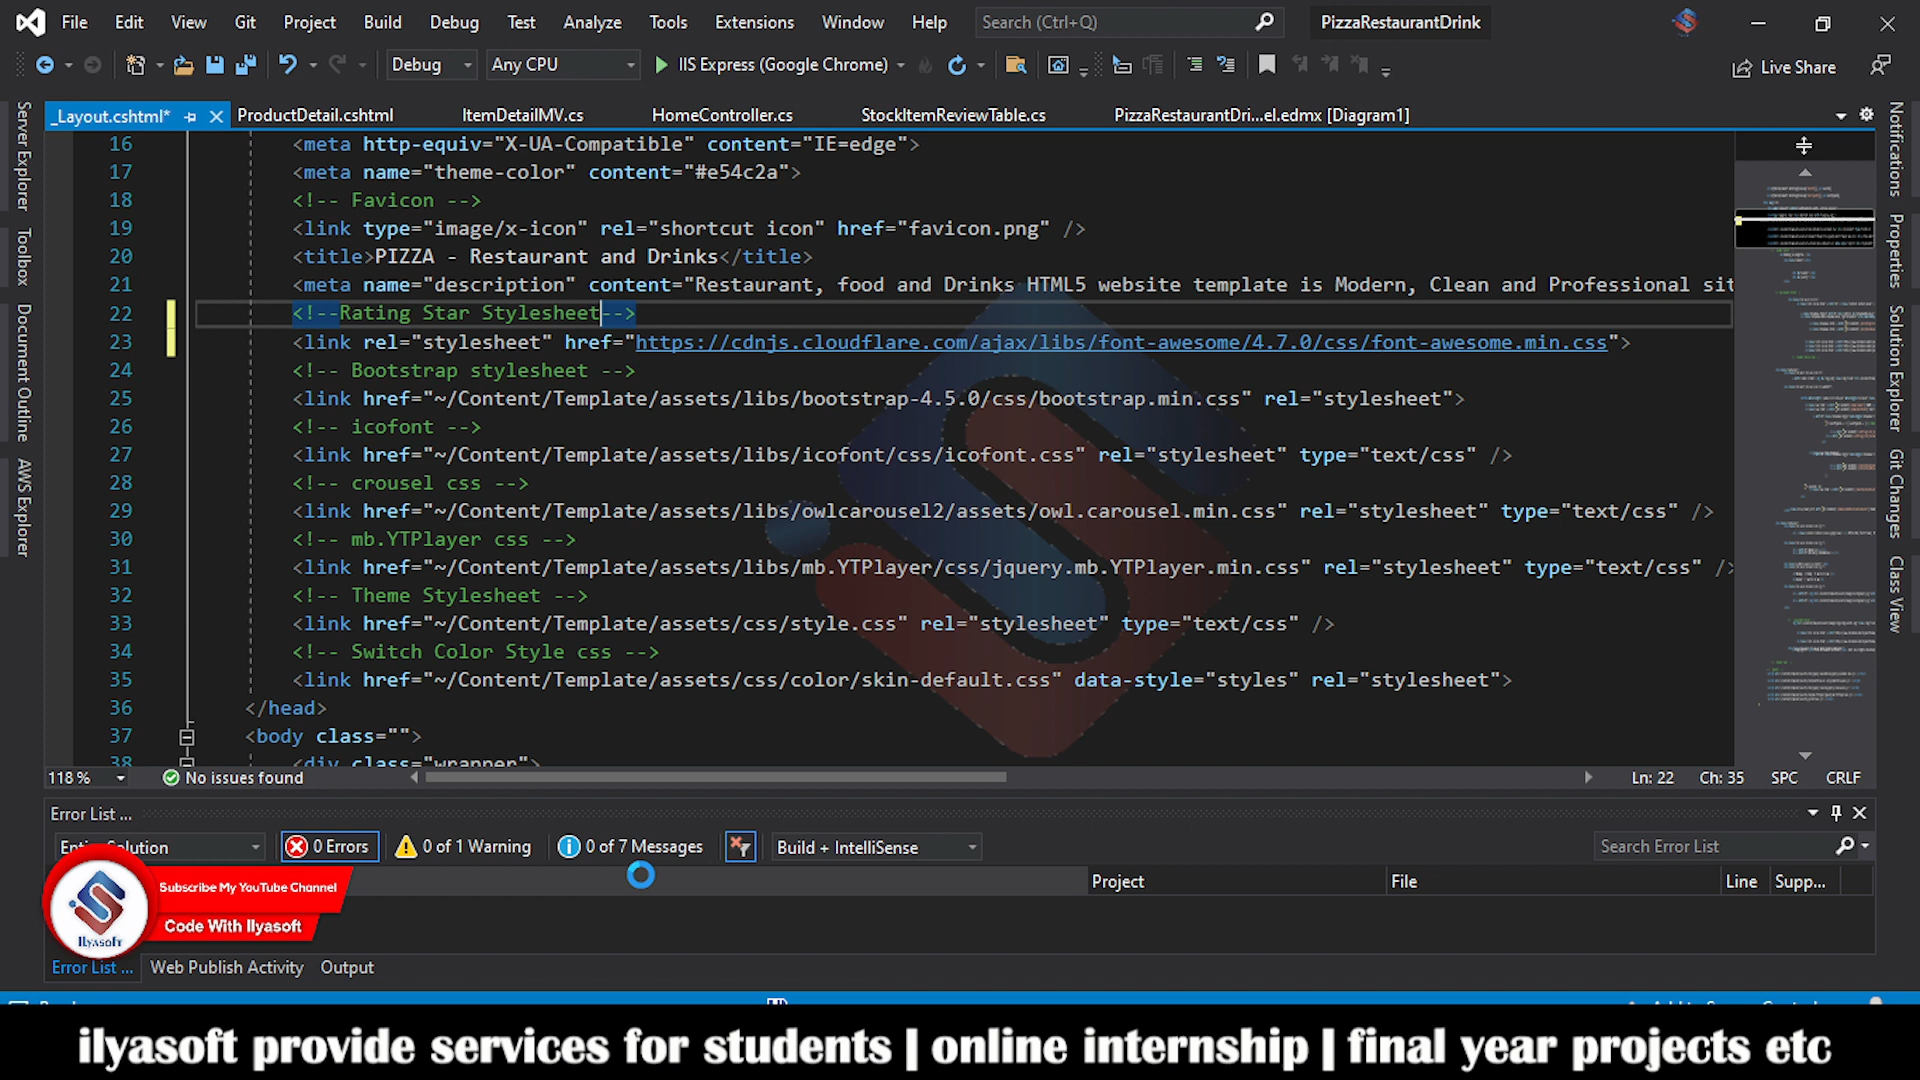 File Edit View Git Project Build Debug Test Analyze Tools Extensions Window Help Search (Ctrl+Q) PizzaRestaurantDrink
Debug Any CPU IIS Express (Google Chrome) Live Share
_Layout.cshtml* ProductDetail.cshtml ItemDetailMV.cs HomeController.cs StockItemReviewTable.cs PizzaRestaurantDri...el.edmx [Diagram1]
Server Explorer
Toolbox
Document Outline
AWS Explorer
16 <meta http-equiv="X-UA-Compatible" content="IE=edge">
17 <meta name="theme-color" content="#e54c2a">
18 <!-- Favicon -->
19 <link type="image/x-icon" rel="shortcut icon" href="favicon.png" />
20 <title>PIZZA - Restaurant and Drinks</title>
21 <meta name="description" content="Restaurant, food and Drinks HTML5 website template is Modern, Clean and Professional sit
22 <!--Rating Star Stylesheet-->
23 <link rel="stylesheet" href="https://cdnjs.cloudflare.com/ajax/libs/font-awesome/4.7.0/css/font-awesome.min.css">
24 <!-- Bootstrap stylesheet -->
25 <link href="~/Content/Template/assets/libs/bootstrap-4.5.0/css/bootstrap.min.css" rel="stylesheet">
26 <!-- icofont -->
27 <link href="~/Content/Template/assets/libs/icofont/css/icofont.css" rel="stylesheet" type="text/css" />
28 <!-- crousel css -->
29 <link href="~/Content/Template/assets/libs/owlcarousel2/assets/owl.carousel.min.css" rel="stylesheet" type="text/css" />
30 <!-- mb.YTPlayer css -->
31 <link href="~/Content/Template/assets/libs/mb.YTPlayer/css/jquery.mb.YTPlayer.min.css" rel="stylesheet" type="text/css" />
32 <!-- Theme Stylesheet -->
33 <link href="~/Content/Template/assets/css/style.css" rel="stylesheet" type="text/css" />
34 <!-- Switch Color Style css -->
35 <link href="~/Content/Template/assets/css/color/skin-default.css" data-style="styles" rel="stylesheet">
36 </head>
37 <body class="">
38 <div class="wrapper">
Notifications
Properties
Solution Explorer
Git Changes
Class View
118 % No issues found Ln: 22 Ch: 35 SPC CRLF
Error List ...
Solution 0 Errors 0 of 1 Warning 0 of 7 Messages Build + IntelliSense Search Error List
Project File Line Supp...
Subscribe My YouTube Channel
Code With Ilyasoft
Ilyasoft
Error List ... Web Publish Activity Output
ilyasoft provide services for students | online internship | final year projects etc